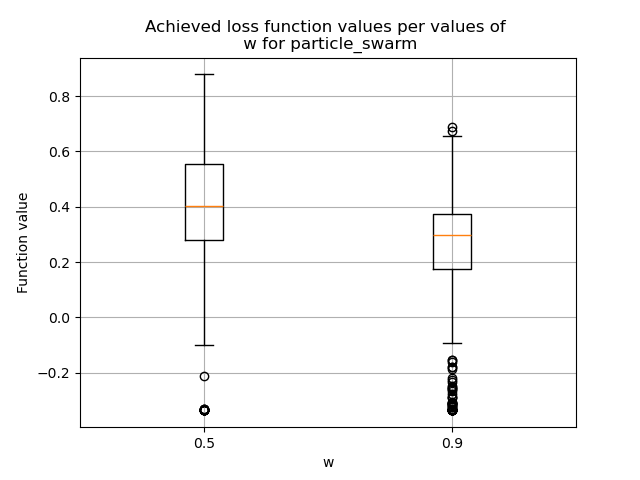 Achieved loss function values per values of
w for particle_swarm
Function value
0.8
0.6
0.4
0.2
0.0
−0.2
0.5
0.9
w